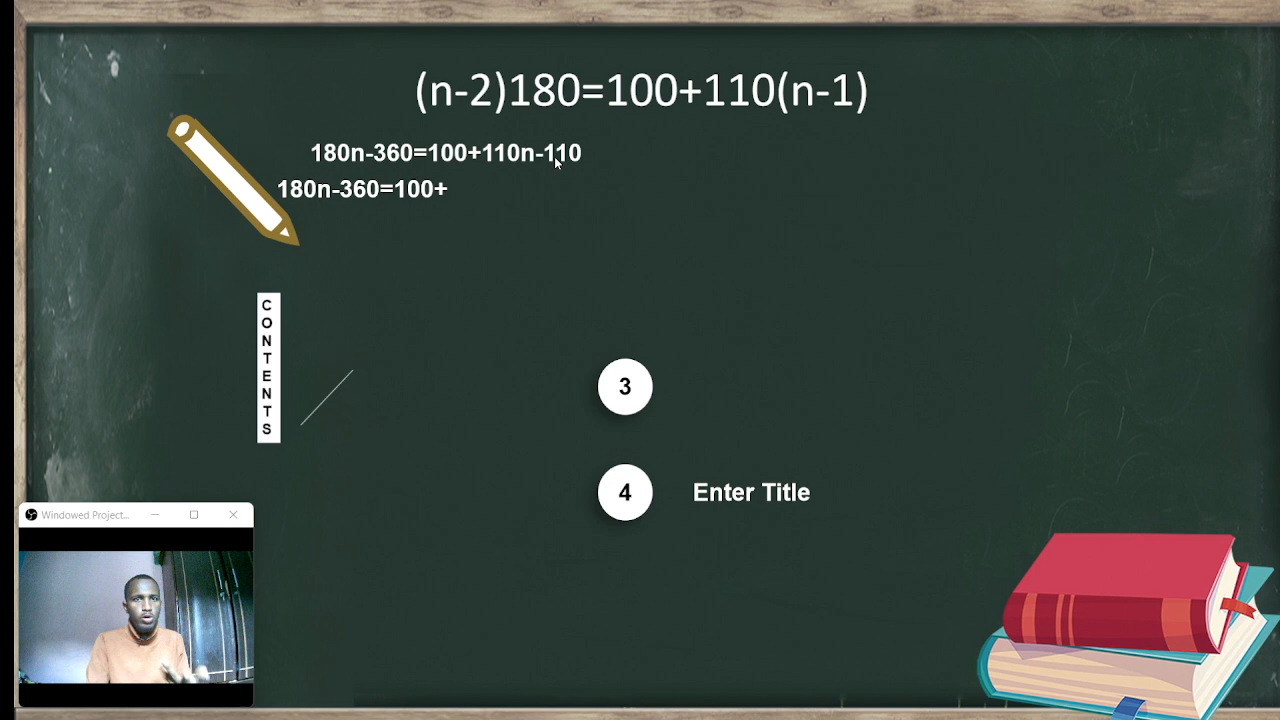 (n-2)180=100+110(n-1)
180n-360=100+110n-110
180n-360=100+
CONTENTS
3
4 Enter Title
Windowed Project...